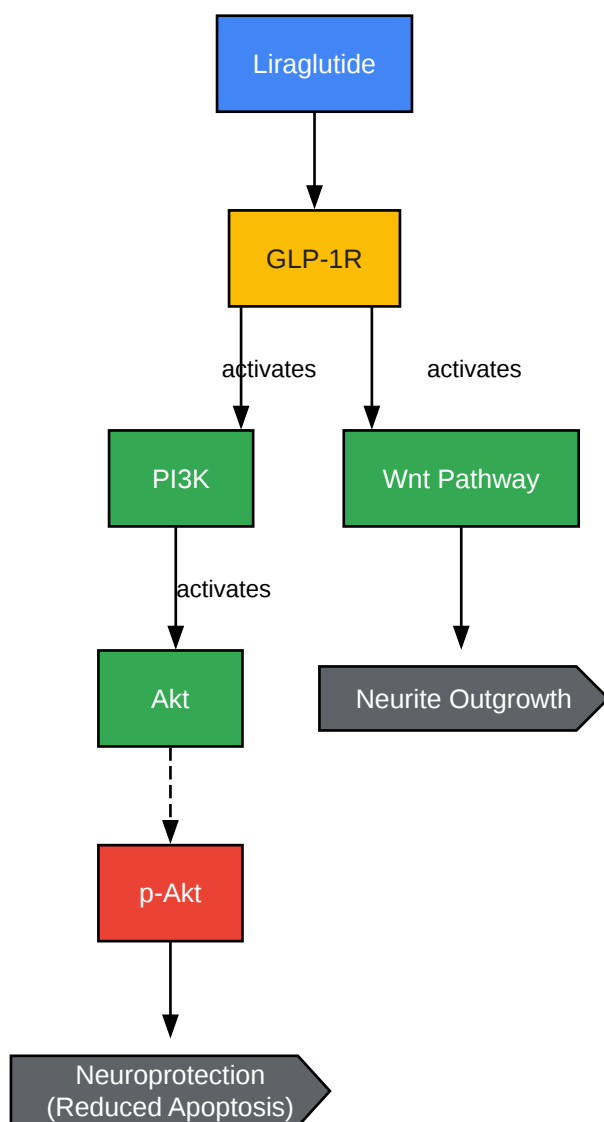 Liraglutide
GLP-1R
activates
activates
PI3K
Wnt Pathway
activates
Akt
Neurite Outgrowth
p-Akt
Neuroprotection
(Reduced Apoptosis)